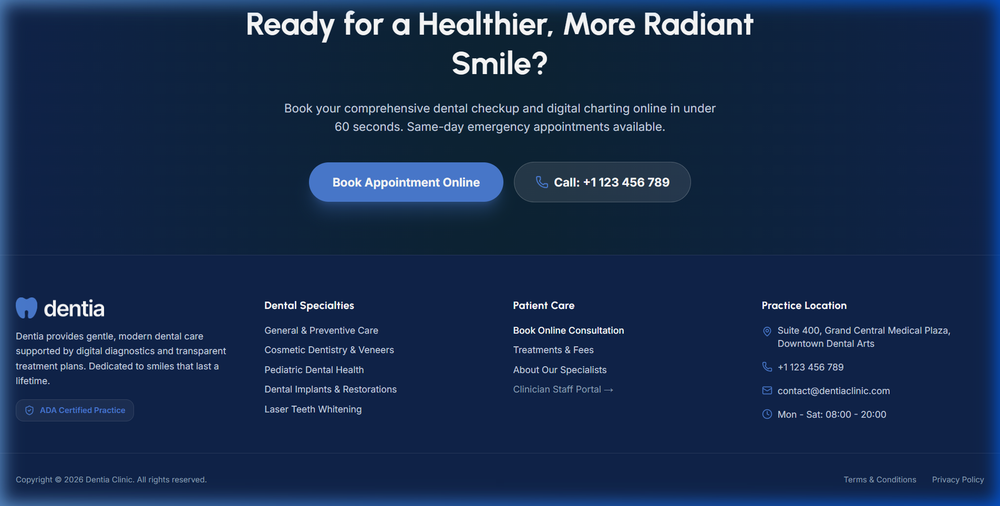 Ready for a Healthier, More Radiant
Smile?
Book your comprehensive dental checkup and digital charting online in under
60 seconds. Same-day emergency appointments available.
Book Appointment Online
Call: +1 123 456 789
dentia
Dentia provides gentle, modern dental care
supported by digital diagnostics and transparent
treatment plans. Dedicated to smiles that last a
lifetime.
ADA Certified Practice
Dental Specialties
General & Preventive Care
Cosmetic Dentistry & Veneers
Pediatric Dental Health
Dental Implants & Restorations
Laser Teeth Whitening
Patient Care
Book Online Consultation
Treatments & Fees
About Our Specialists
Clinician Staff Portal →
Practice Location
Suite 400, Grand Central Medical Plaza,
Downtown Dental Arts
+1 123 456 789
contact@dentiaclinic.com
Mon - Sat: 08:00 - 20:00
Copyright © 2026 Dentia Clinic. All rights reserved.
Terms & Conditions
Privacy Policy